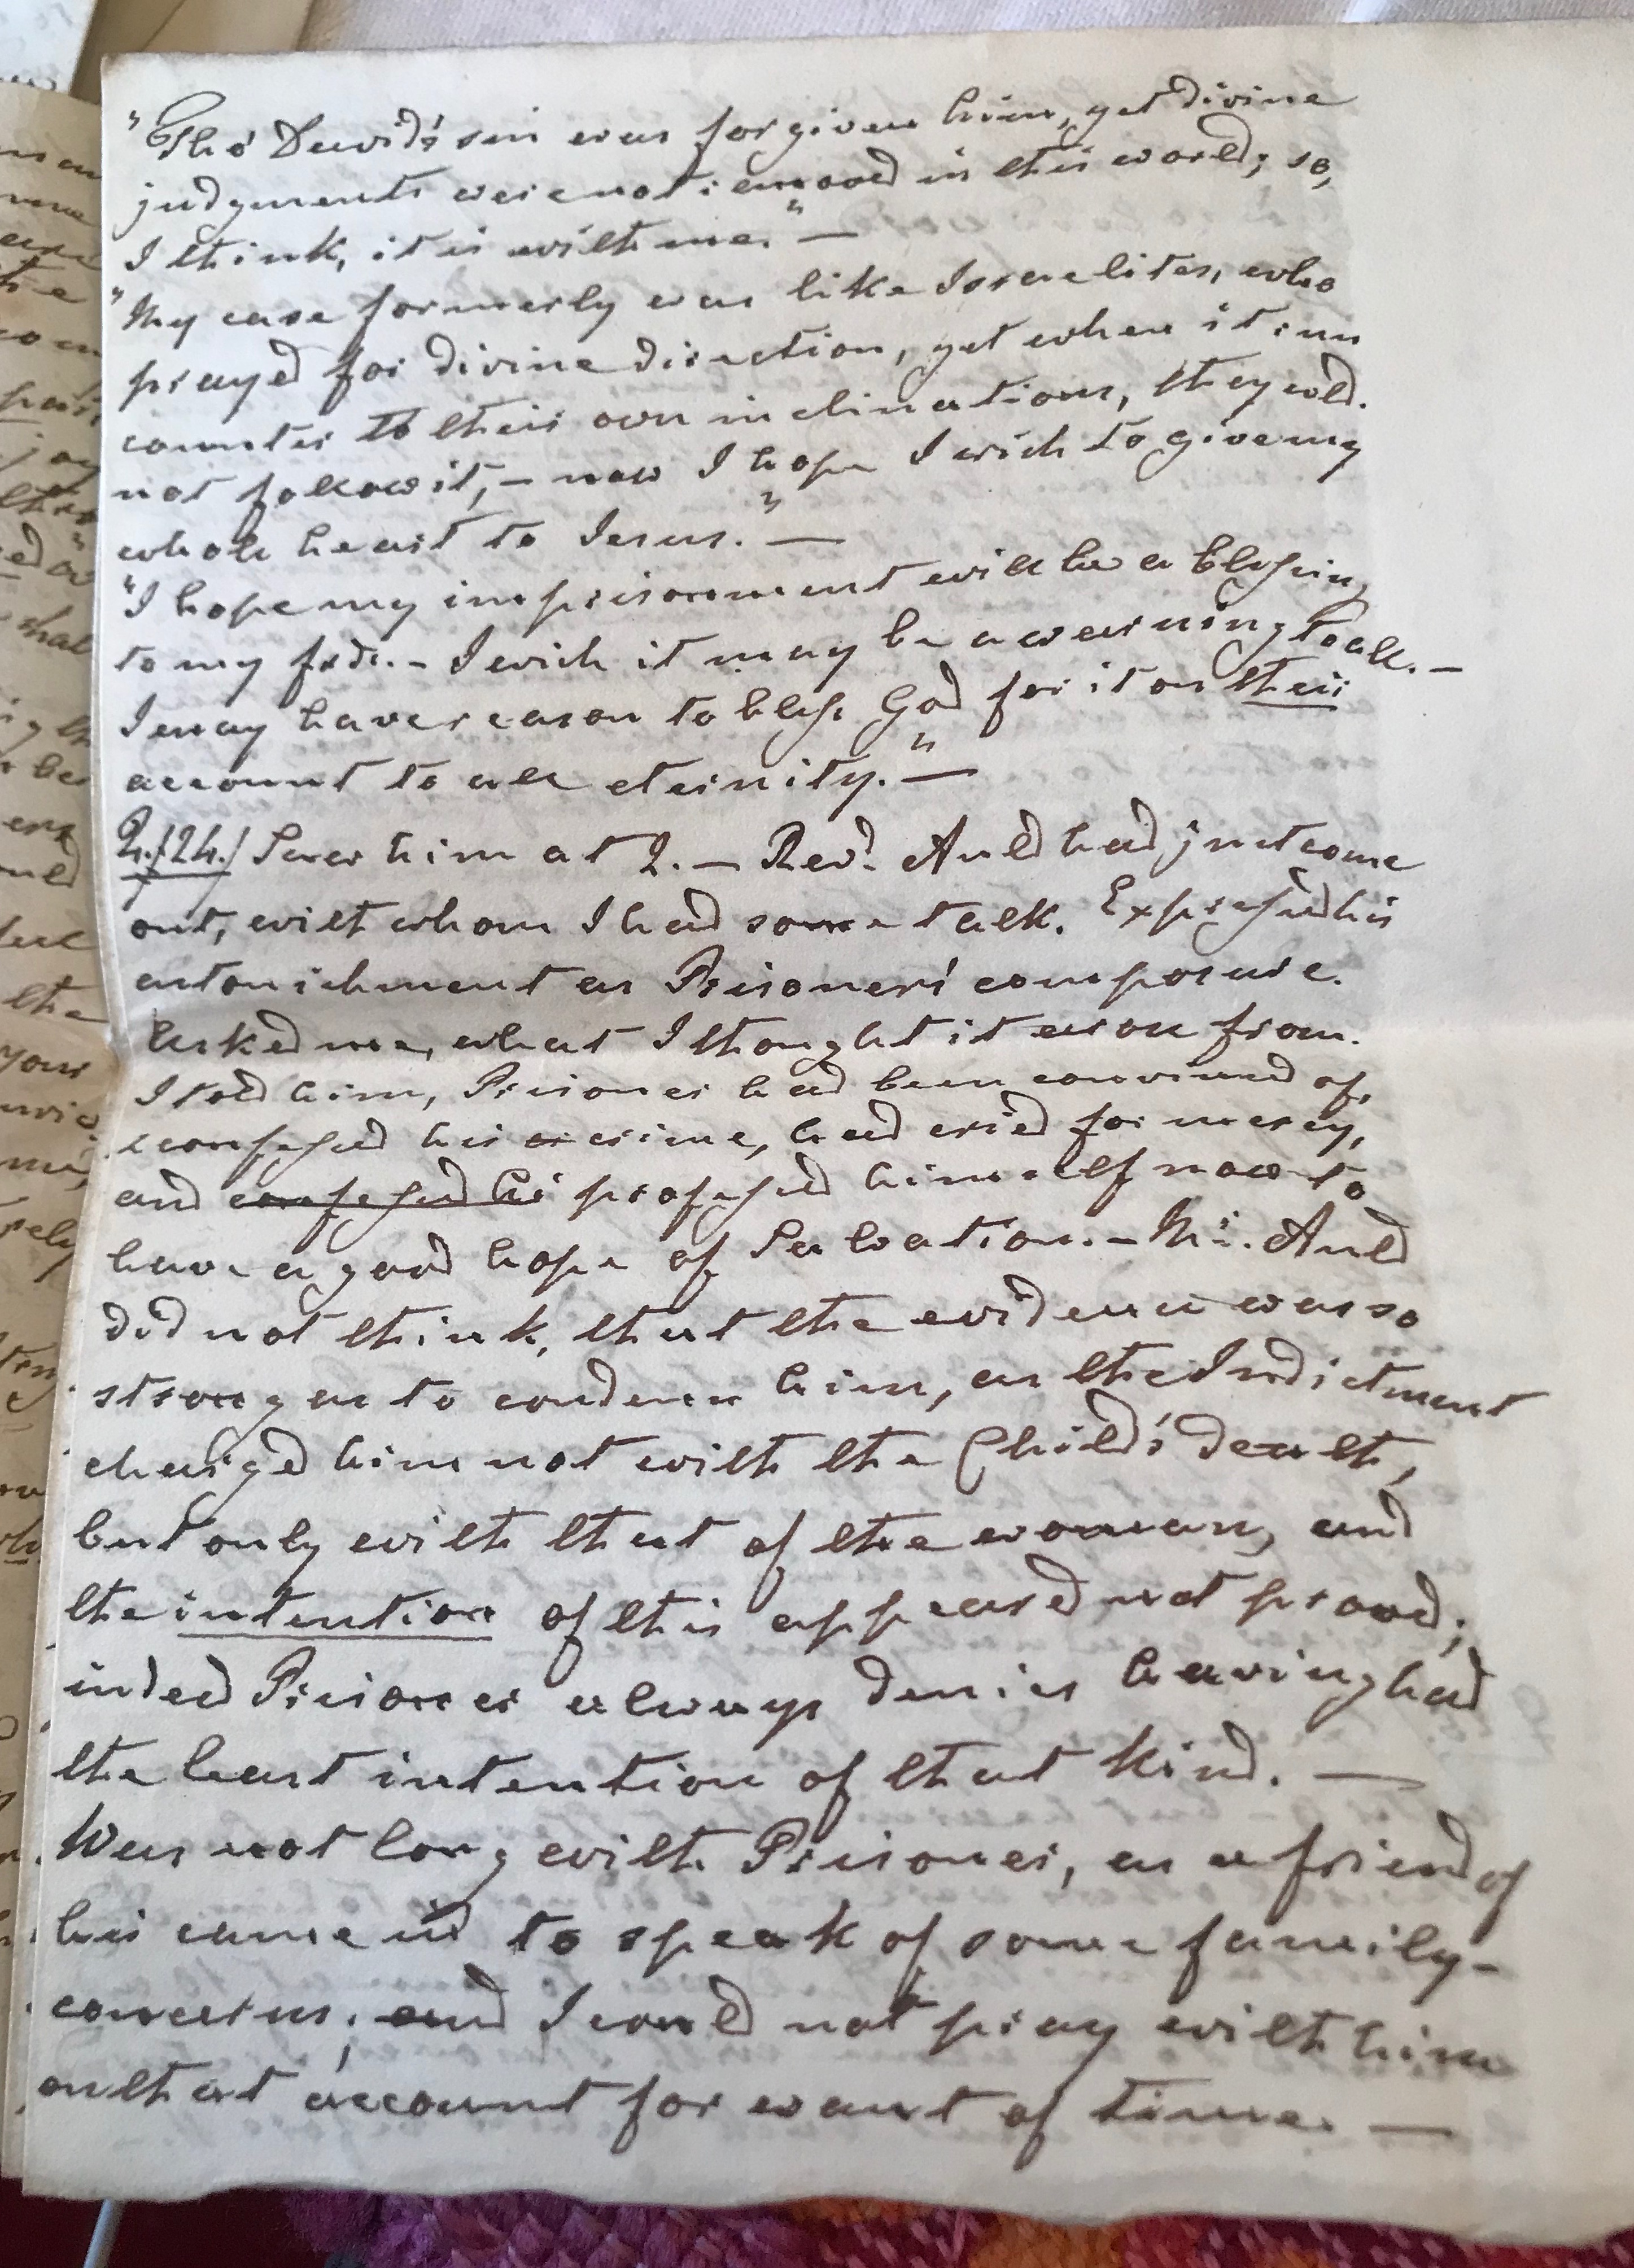 "Tho' David's sin was forgiven him, yet divine
judgments were not removed in this world; so,
I think, it is with me." —
"My case formerly was like Israelites, who
prayed for divine direction, yet when it run
counter to their own inclinations, they wld.
not follow it, — now I hope I wish to give my
whole heart to Jesus." —
"I hope my imprisonment will be a blessing
to my frds. — I wish it may be a warning to all. —
I may have reason to bless God for it on their
account to all eternity." —
2./24./ Saw him at 2. — Revd. Auld had just come
out, with whom I had some talk. Expressed his
astonishment as Prisoner's composure.
Asked me, what I thought it arose from.
I told him, Prisoner had been convinced of,
& confessed his crime, had cried for mercy,
and confessed his professed himself now to
have a good hope of Salvation. — Mr. Auld
did not think, that the evidence was so
strong as to condemn him, as the Indictment
charged him not with the Child's death,
but only with that of the woman, and
the intention of this appeared not proved;
indeed Prisoner always denies having had
the least intention of that kind. —
Was not long with Prisoner, as a friend of
his came in to speak of some family-
concerns; and I could not pray with him
on that account for want of time. —